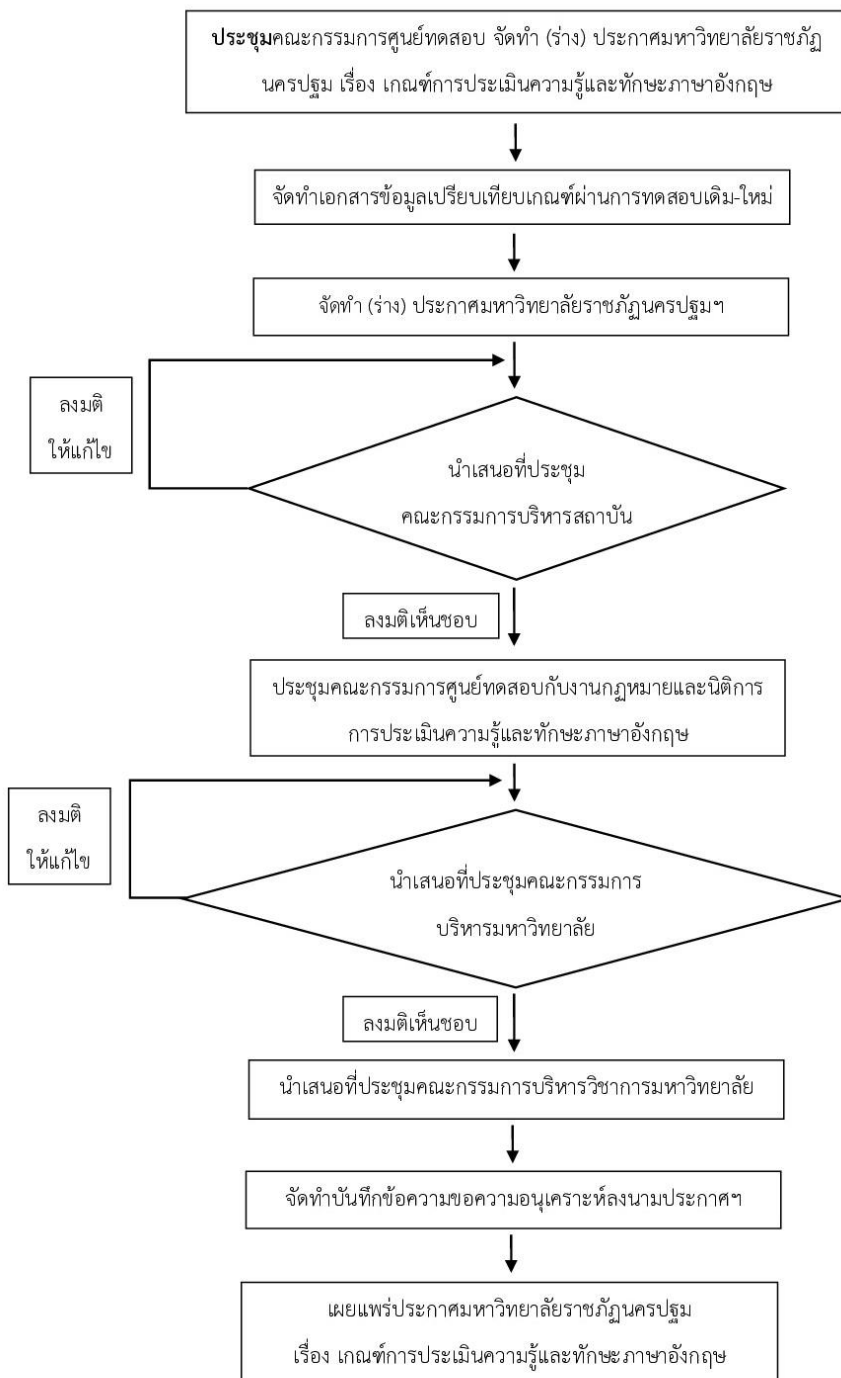 ประชุมคณะกรรมการศูนย์ทดสอบ จัดทำ (ร่าง) ประกาศมหาวิทยาลัยราชภัฏ
นครปฐม เรื่อง เกณฑ์การประเมินความรู้และทักษะภาษาอังกฤษ
จัดทำเอกสารข้อมูลเปรียบเทียบเกณฑ์ผ่านการทดสอบเดิม-ใหม่
จัดทำ (ร่าง) ประกาศมหาวิทยาลัยราชภัฏนครปฐมฯ
ลงมติ
ให้แก้ไข
นำเสนอที่ประชุม
คณะกรรมการบริหารสถาบัน
ลงมติเห็นชอบ
ประชุมคณะกรรมการศูนย์ทดสอบกับงานกฎหมายและนิติการ
การประเมินความรู้และทักษะภาษาอังกฤษ
ลงมติ
ให้แก้ไข
นำเสนอที่ประชุมคณะกรรมการ
บริหารมหาวิทยาลัย
ลงมติเห็นชอบ
นำเสนอที่ประชุมคณะกรรมการบริหารวิชาการมหาวิทยาลัย
จัดทำบันทึกข้อความขอความอนุเคราะห์ลงนามประกาศฯ
เผยแพร่ประกาศมหาวิทยาลัยราชภัฏนครปฐม
เรื่อง เกณฑ์การประเมินความรู้และทักษะภาษาอังกฤษ